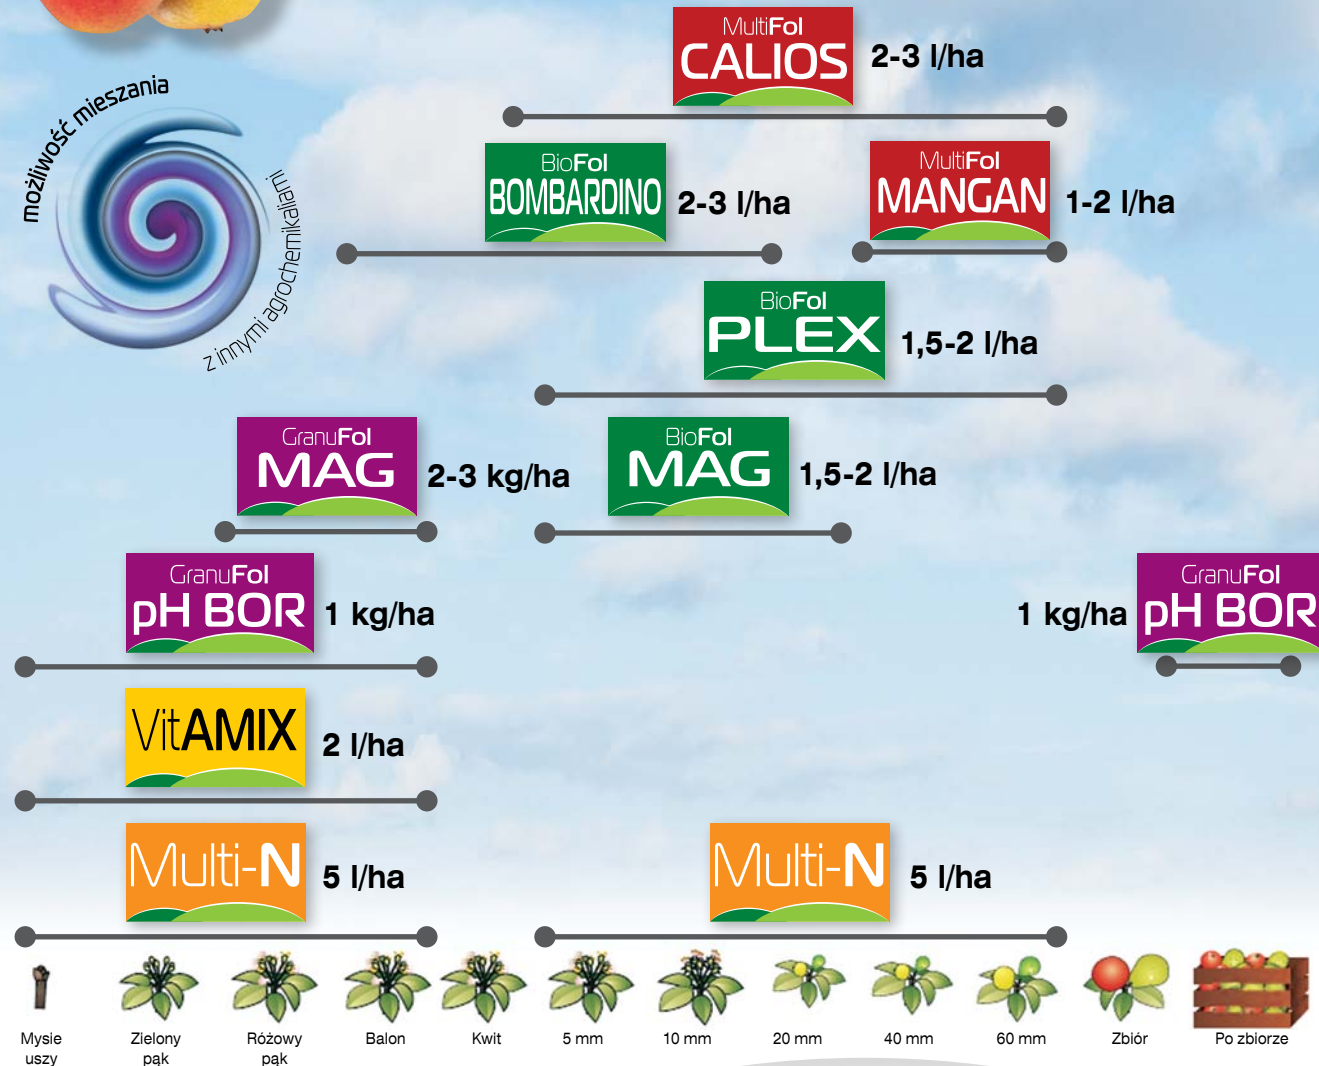 MultiFol
CALIOS
2-3 l/ha
możliwość mieszania
z innymi agrochemikaliami
BioFol
BOMBARDINO
2-3 l/ha
MultiFol
MANGAN
1-2 l/ha
BioFol
PLEX
1,5-2 l/ha
GranuFol
MAG
2-3 kg/ha
BioFol
MAG
1,5-2 l/ha
GranuFol
pH BOR
1 kg/ha
1 kg/ha
GranuFol
pH BOR
VitAMIX
2 l/ha
Multi-N
5 l/ha
Multi-N
5 l/ha
Mysie
uszy
Zielony
pąk
Różowy
pąk
Balon
Kwit
5 mm
10 mm
20 mm
40 mm
60 mm
Zbiór
Po zbiorze